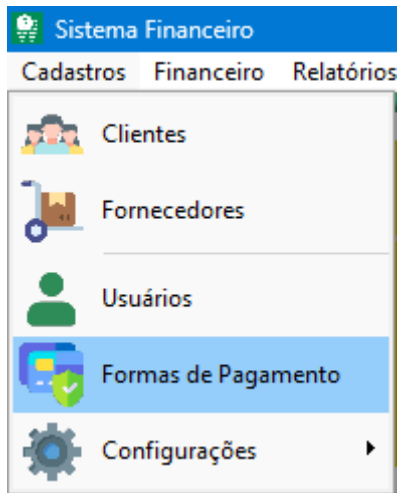 Sistema Financeiro
Cadastros Financeiro Relatórios
Clientes
Fornecedores
Usuários
Formas de Pagamento
Configurações